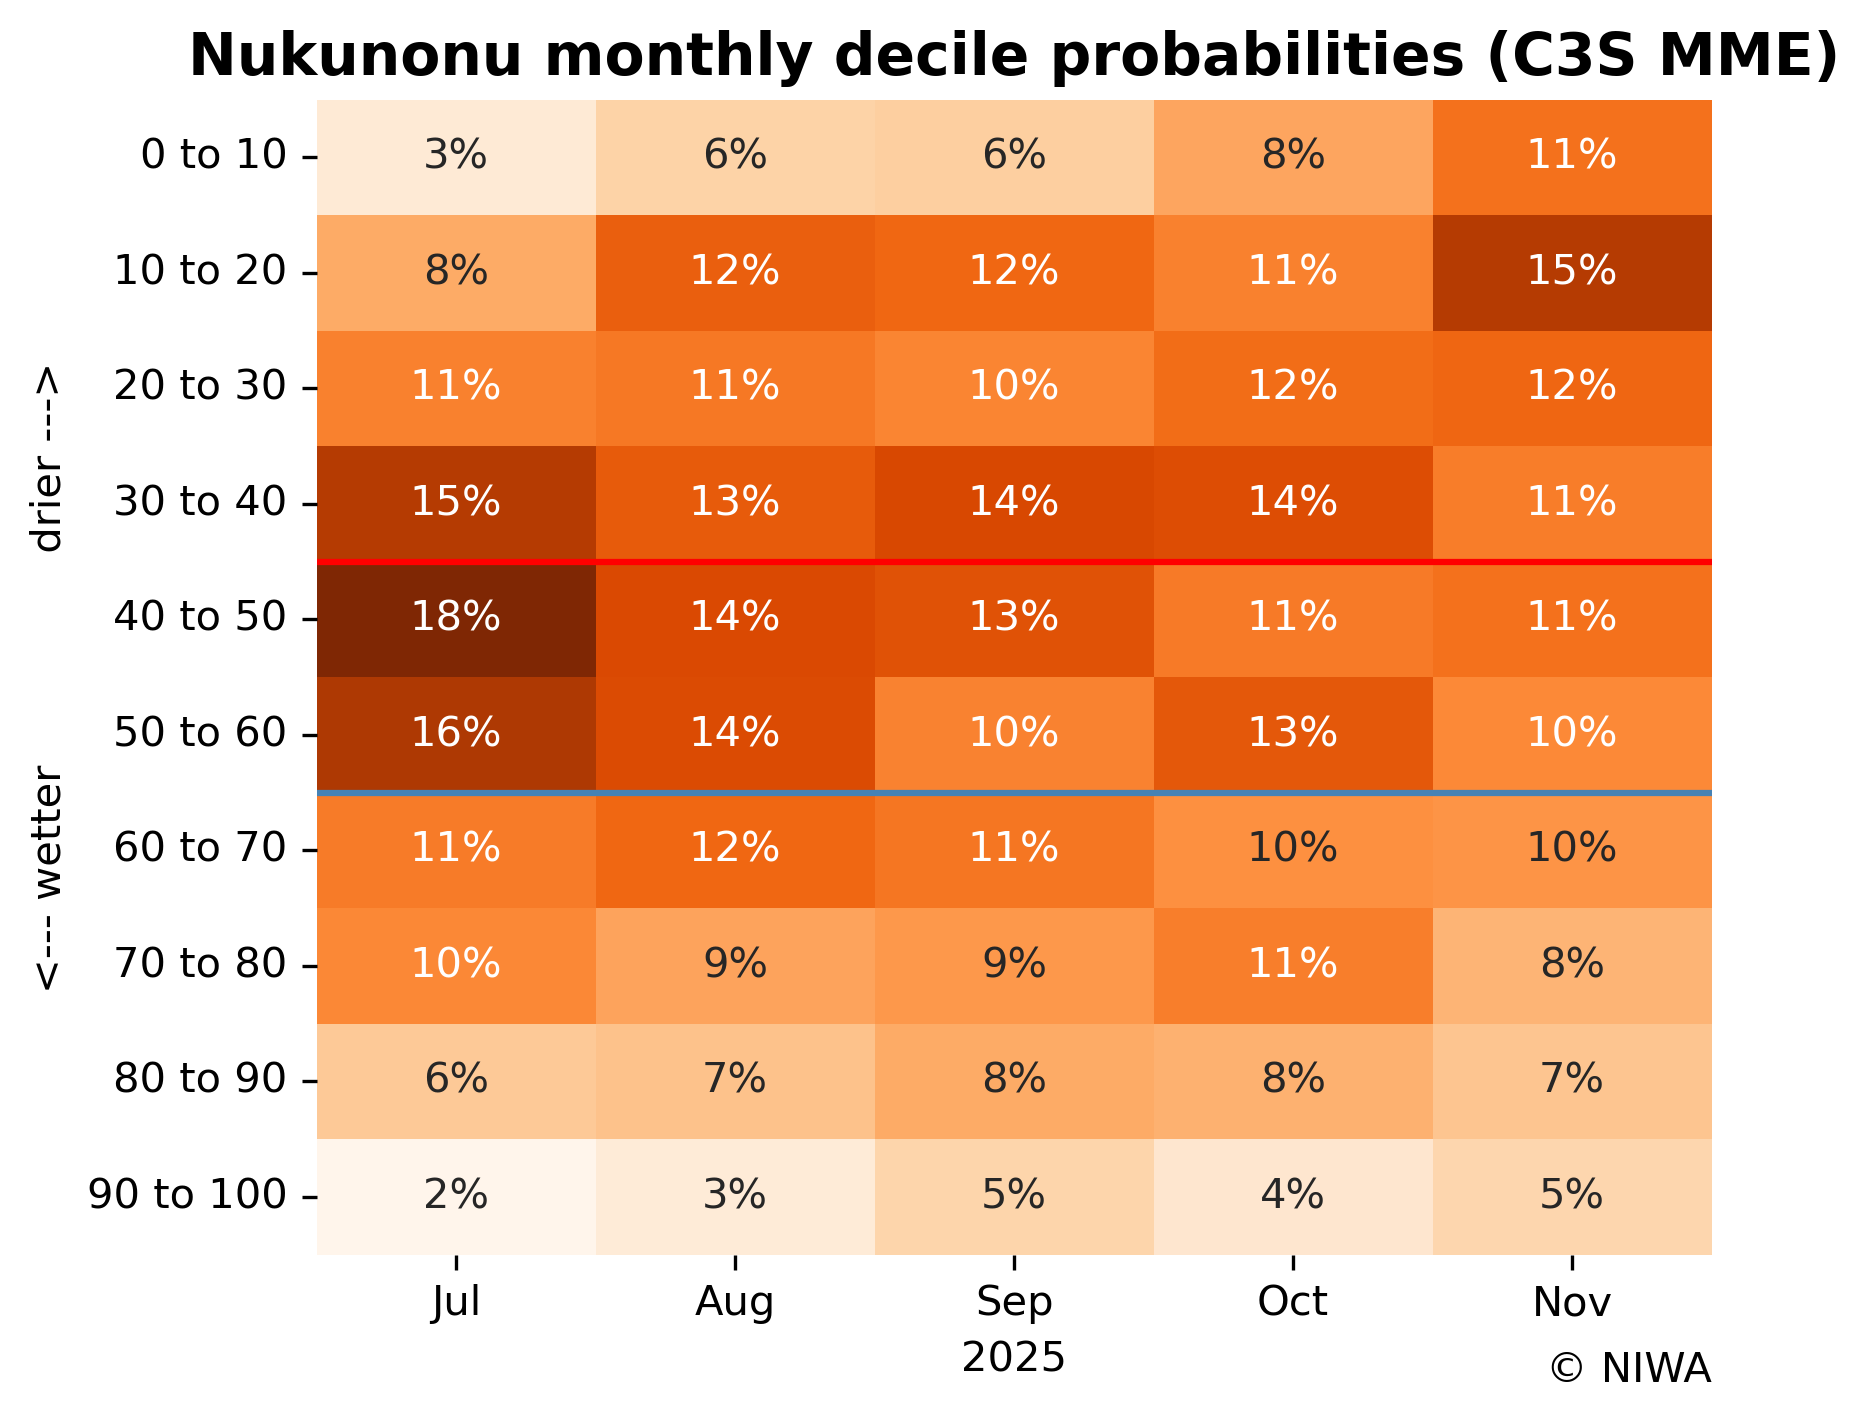 Nukunonu monthly decile probabilities (C3S MME)
drier --->
<--- wetter
0 to 10 3% 6% 6% 8% 11%
10 to 20 8% 12% 12% 11% 15%
20 to 30 11% 11% 10% 12% 12%
30 to 40 15% 13% 14% 14% 11%
40 to 50 18% 14% 13% 11% 11%
50 to 60 16% 14% 10% 13% 10%
60 to 70 11% 12% 11% 10% 10%
70 to 80 10% 9% 9% 11% 8%
80 to 90 6% 7% 8% 8% 7%
90 to 100 2% 3% 5% 4% 5%
Jul Aug Sep Oct Nov
2025
© NIWA